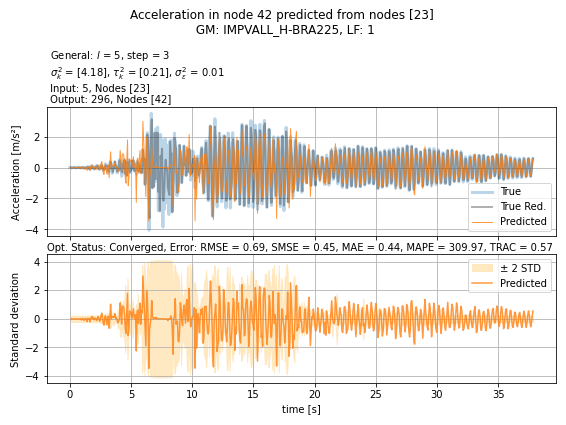 Acceleration in node 42 predicted from nodes [23]
GM: IMPVALL_H-BRA225, LF: 1
General: l = 5, step = 3
σ²ₖ = [4.18], τ²ₖ = [0.21], σ²ε = 0.01
Input: 5, Nodes [23]
Output: 296, Nodes [42]
Acceleration [m/s²]
2
0
−2
−4
True
True Red.
Predicted
Opt. Status: Converged, Error: RMSE = 0.69, SMSE = 0.45, MAE = 0.44, MAPE = 309.97, TRAC = 0.57
Standard deviation
4
2
0
−2
−4
± 2 STD
Predicted
0 5 10 15 20 25 30 35
time [s]